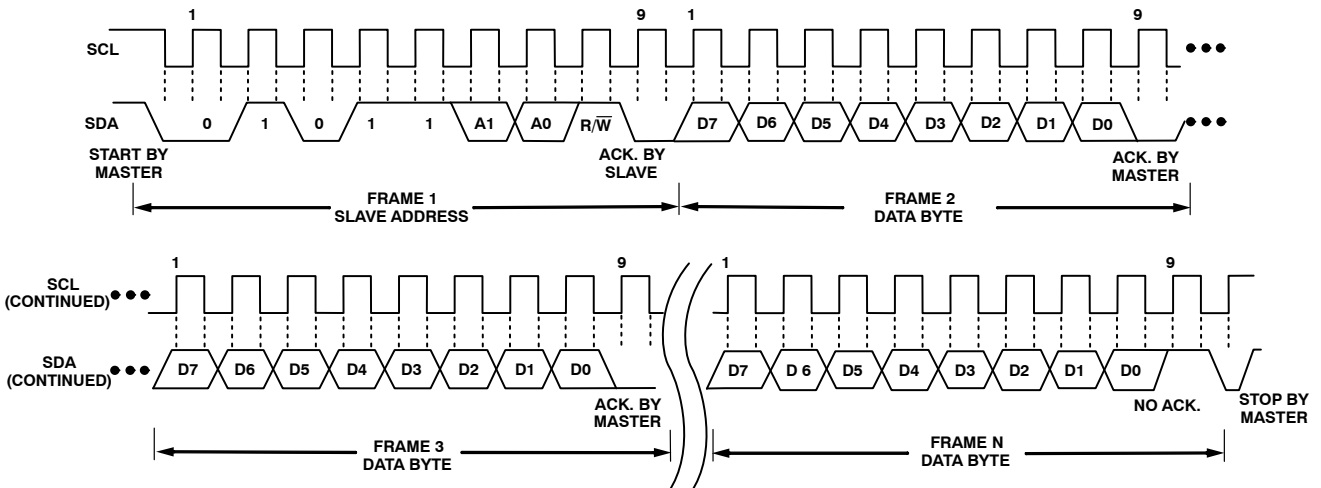 1 9 1 9
SCL
SDA 0 1 0 1 1 A1 A0 R/W̅ D7 D6 D5 D4 D3 D2 D1 D0
START BY
MASTER
ACK. BY
SLAVE
ACK. BY
MASTER
FRAME 1
SLAVE ADDRESS
FRAME 2
DATA BYTE
1 9 1 9
SCL
(CONTINUED)
SDA
(CONTINUED)
D7 D6 D5 D4 D3 D2 D1 D0 D7 D 6 D5 D4 D3 D2 D1 D0
ACK. BY
MASTER
NO ACK.
STOP BY
MASTER
FRAME 3
DATA BYTE
FRAME N
DATA BYTE